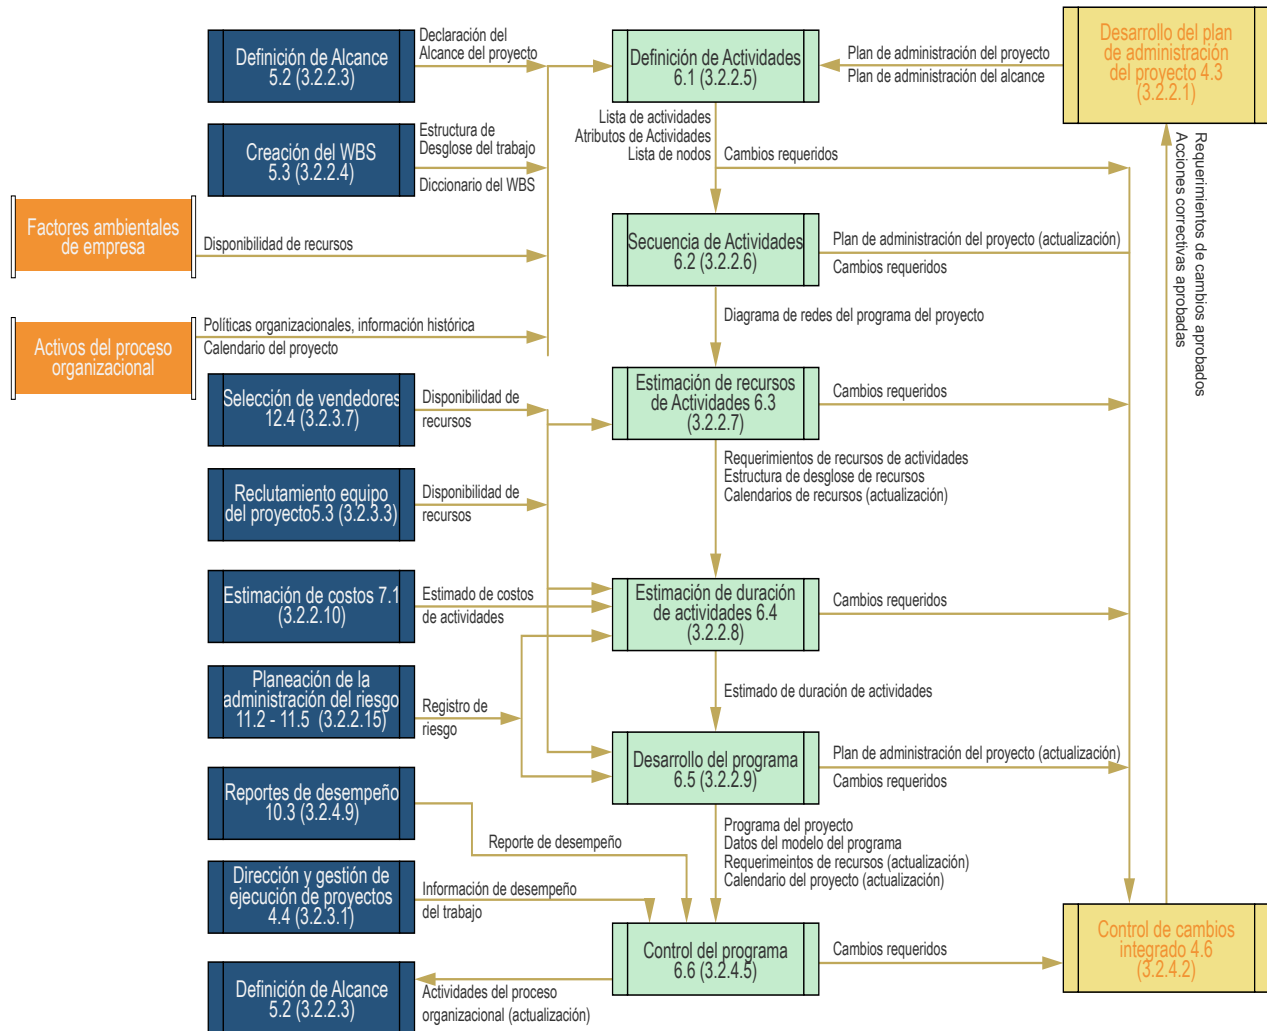 Definición de Alcance
5.2 (3.2.2.3)
Declaración del
Alcance del proyecto
Definición de Actividades
6.1 (3.2.2.5)
Plan de administración del proyecto
Plan de administración del alcance
Desarrollo del plan
de administración
del proyecto 4.3
(3.2.2.1)
Creación del WBS
5.3 (3.2.2.4)
Estructura de
Desglose del trabajo
Diccionario del WBS
Lista de actividades
Atributos de Actividades
Lista de nodos
Cambios requeridos
Requerimientos de cambios aprobados
Acciones correctivas aprobadas
Factores ambientales
de empresa
Disponibilidad de recursos
Secuencia de Actividades
6.2 (3.2.2.6)
Plan de administración del proyecto (actualización)
Cambios requeridos
Diagrama de redes del programa del proyecto
Activos del proceso
organizacional
Políticas organizacionales, información histórica
Calendario del proyecto
Selección de vendedores
12.4 (3.2.3.7)
Disponibilidad de
recursos
Estimación de recursos
de Actividades 6.3
(3.2.2.7)
Cambios requeridos
Requerimientos de recursos de actividades
Estructura de desglose de recursos
Calendarios de recursos (actualización)
Reclutamiento equipo
del proyecto5.3 (3.2.3.3)
Disponibilidad de
recursos
Estimación de costos 7.1
(3.2.2.10)
Estimado de costos
de actividades
Estimación de duración
de actividades 6.4
(3.2.2.8)
Cambios requeridos
Estimado de duración de actividades
Planeación de la
administración del riesgo
11.2 - 11.5 (3.2.2.15)
Registro de
riesgo
Desarrollo del programa
6.5 (3.2.2.9)
Plan de administración del proyecto (actualización)
Cambios requeridos
Reportes de desempeño
10.3 (3.2.4.9)
Reporte de desempeño
Programa del proyecto
Datos del modelo del programa
Requerimeintos de recursos (actualización)
Calendario del proyecto (actualización)
Dirección y gestión de
ejecución de proyectos
4.4 (3.2.3.1)
Información de desempeño
del trabajo
Control del programa
6.6 (3.2.4.5)
Cambios requeridos
Control de cambios
integrado 4.6
(3.2.4.2)
Definición de Alcance
5.2 (3.2.2.3)
Actividades del proceso
organizacional (actualización)